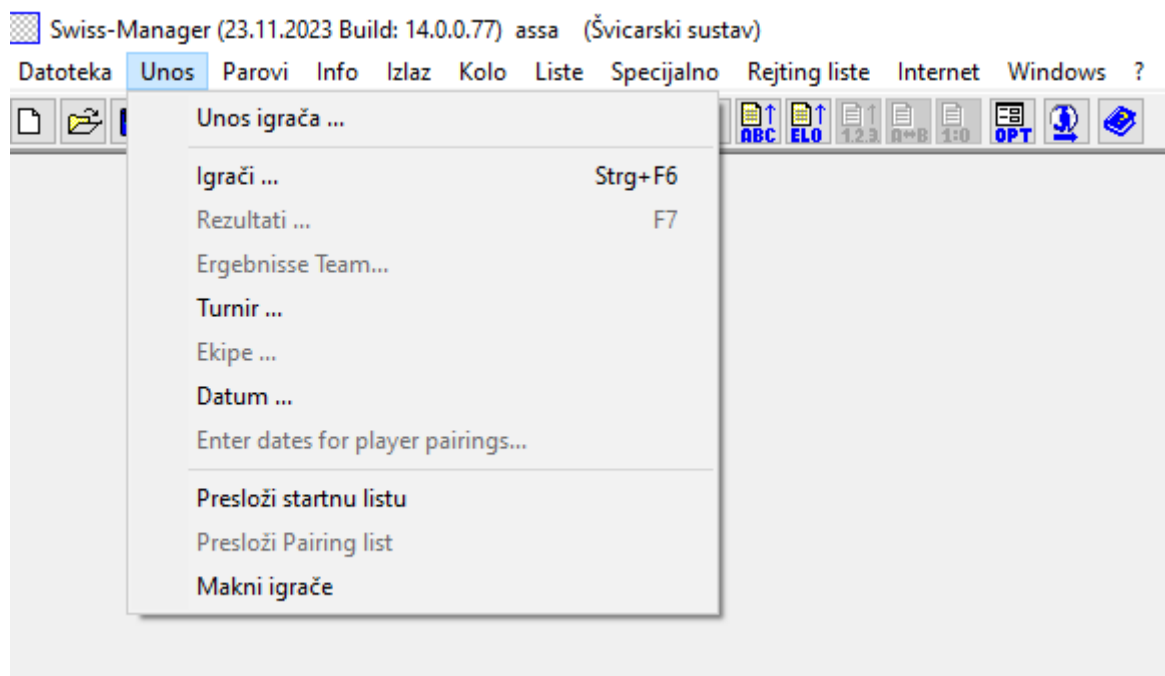 Swiss-Manager (23.11.2023 Build: 14.0.0.77) assa (Švicarski sustav)
Datoteka Unos Parovi Info Izlaz Kolo Liste Specijalno Rejting liste Internet Windows ?
ABC ELO 1.2.3. A↔B 1:0 OPT
Unos igrača ...
Igrači ... Strg+F6
Rezultati ... F7
Ergebnisse Team...
Turnir ...
Ekipe ...
Datum ...
Enter dates for player pairings...
Presloži startnu listu
Presloži Pairing list
Makni igrače